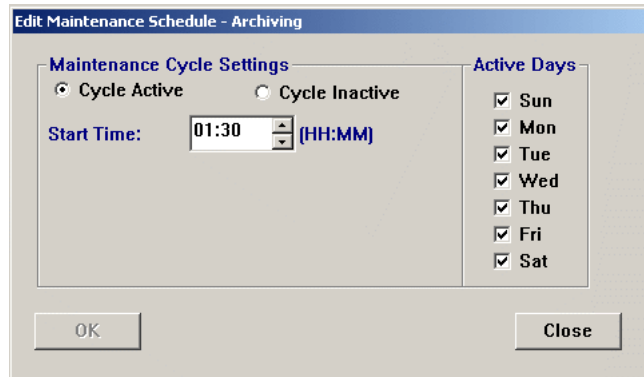 Edit Maintenance Schedule - Archiving
Maintenance Cycle Settings
Cycle Active Cycle Inactive
Start Time: 01:30 (HH:MM)
Active Days
Sun
Mon
Tue
Wed
Thu
Fri
Sat
OK
Close